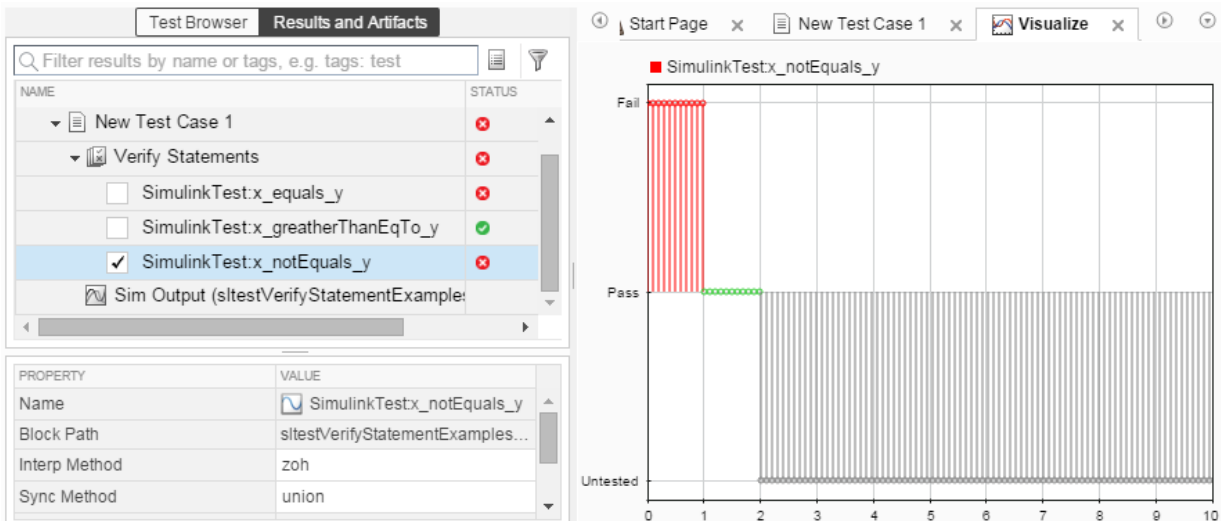 Test Browser
Results and Artifacts
Filter results by name or tags, e.g. tags: test
NAME STATUS
New Test Case 1
Verify Statements
SimulinkTest:x_equals_y
SimulinkTest:x_greatherThanEqTo_y
SimulinkTest:x_notEquals_y
Sim Output (sltestVerifyStatementExamples
PROPERTY VALUE
Name SimulinkTest:x_notEquals_y
Block Path sltestVerifyStatementExamples...
Interp Method zoh
Sync Method union
Start Page
New Test Case 1
Visualize
SimulinkTest:x_notEquals_y
Fail
Pass
Untested
0 1 2 3 4 5 6 7 8 9 10